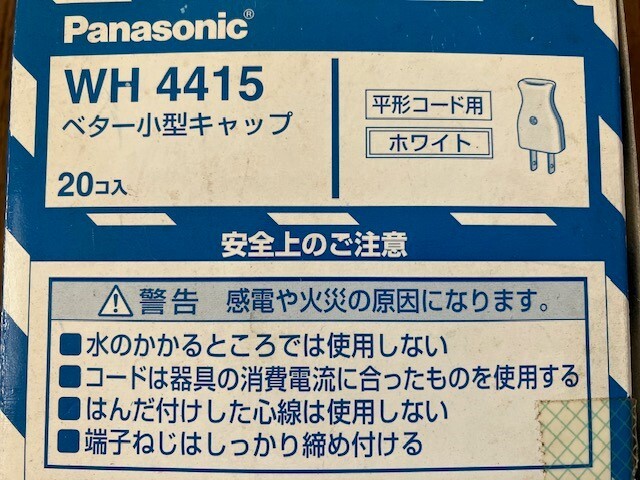 Panasonic®
WH 4415
ベター小型キャップ
平形コード用
ホワイト
20コ入
安全上のご注意
警告 感電や火災の原因になります。
■水のかかるところでは使用しない
■コードは器具の消費電流に合ったものを使用する
■はんだ付けした心線は使用しない
■端子ねじはしっかり締め付ける